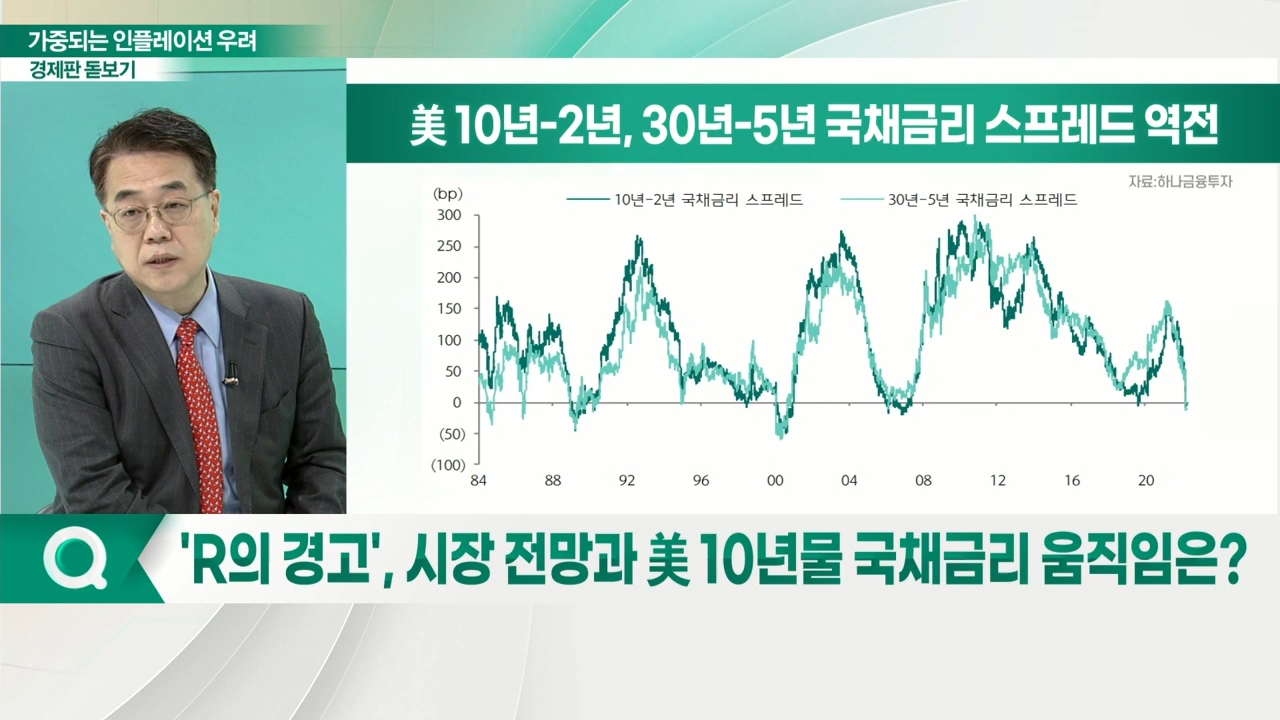 가중되는 인플레이션 우려
경제판 돋보기
美 10년-2년, 30년-5년 국채금리 스프레드 역전
자료:하나금융투자
(bp)
10년-2년 국채금리 스프레드
30년-5년 국채금리 스프레드
300
250
200
150
100
50
0
(50)
(100)
84 88 92 96 00 04 08 12 16 20
'R의 경고', 시장 전망과 美 10년물 국채금리 움직임은?